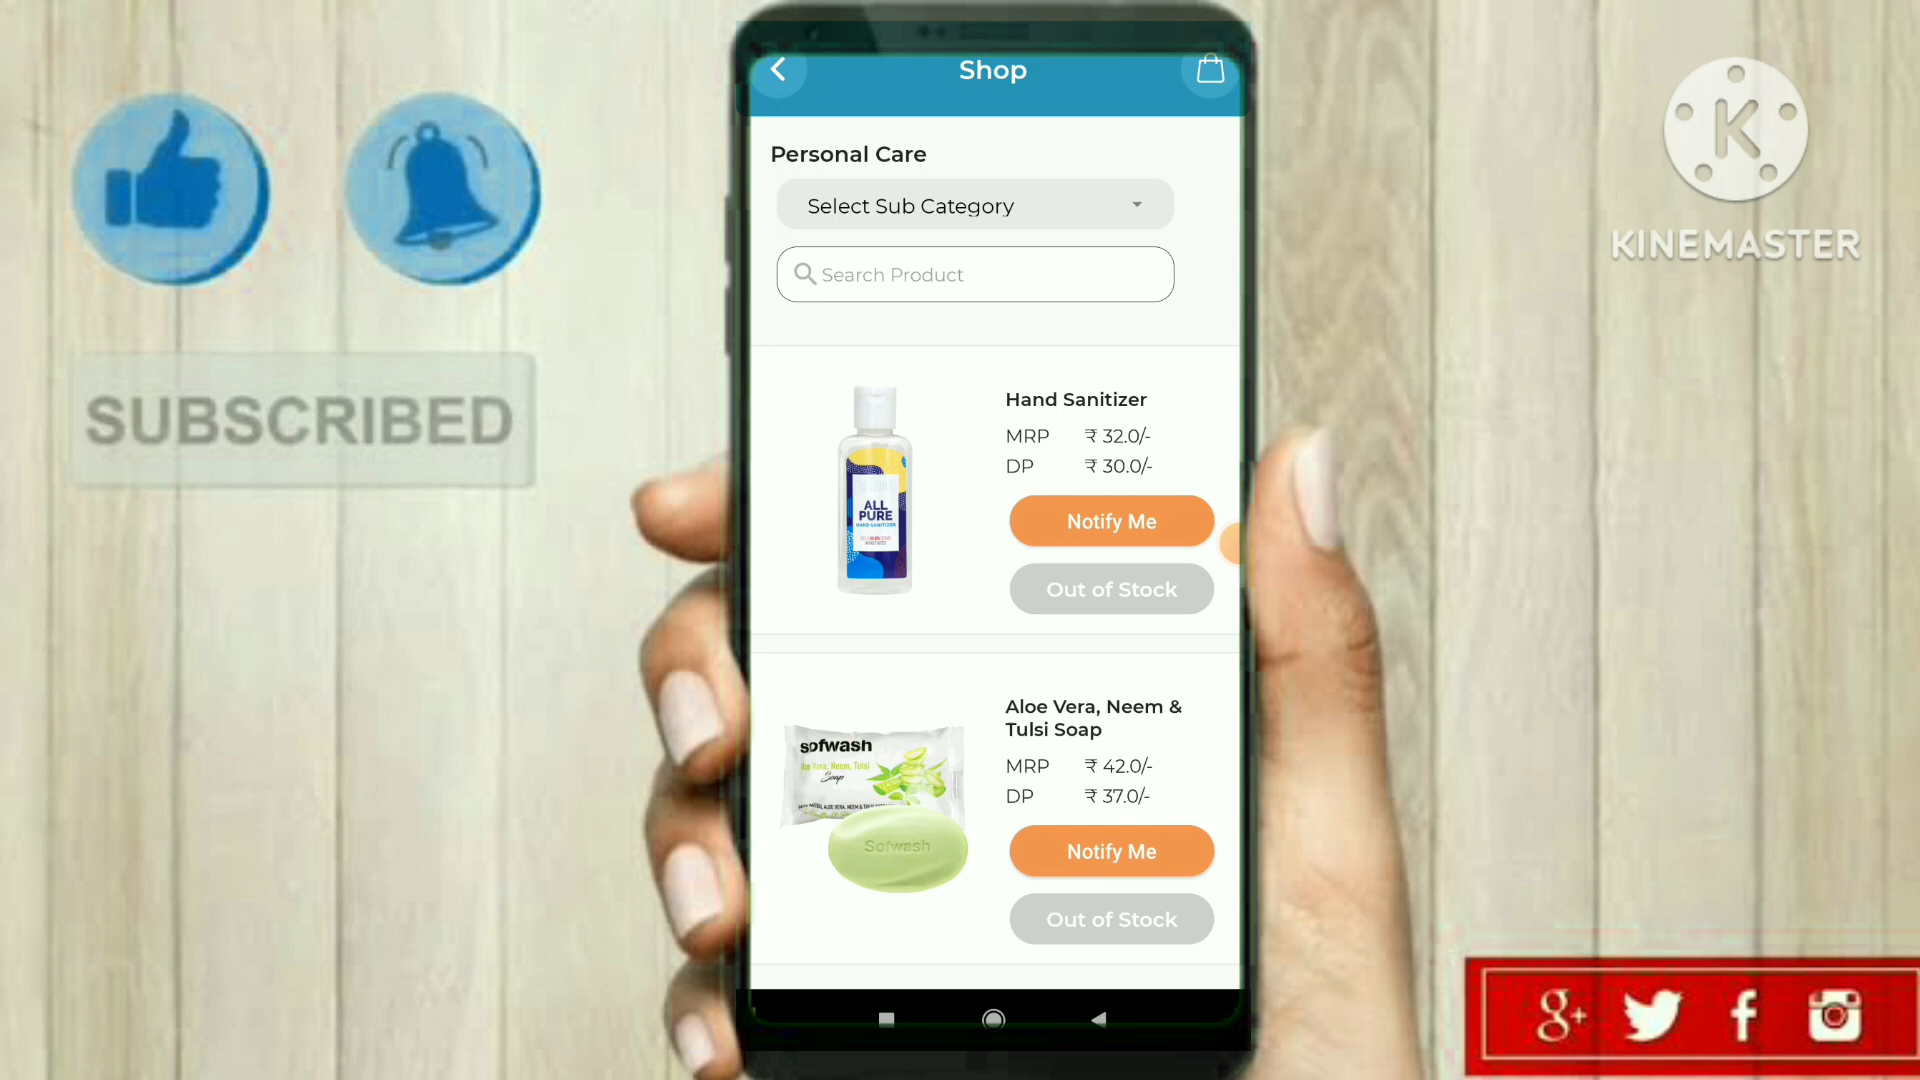 Shop
Personal Care
Select Sub Category
Search Product
Hand Sanitizer
MRP ₹ 32.0/-
DP ₹ 30.0/-
Notify Me
Out of Stock
ALL
PURE
HAND SANITIZER
Aloe Vera, Neem &
Tulsi Soap
MRP ₹ 42.0/-
DP ₹ 37.0/-
Notify Me
Out of Stock
sofwash
Aloe Vera, Neem, Tulsi
Soap
Sofwash
SUBSCRIBED
K
KINEMASTER
g+
f